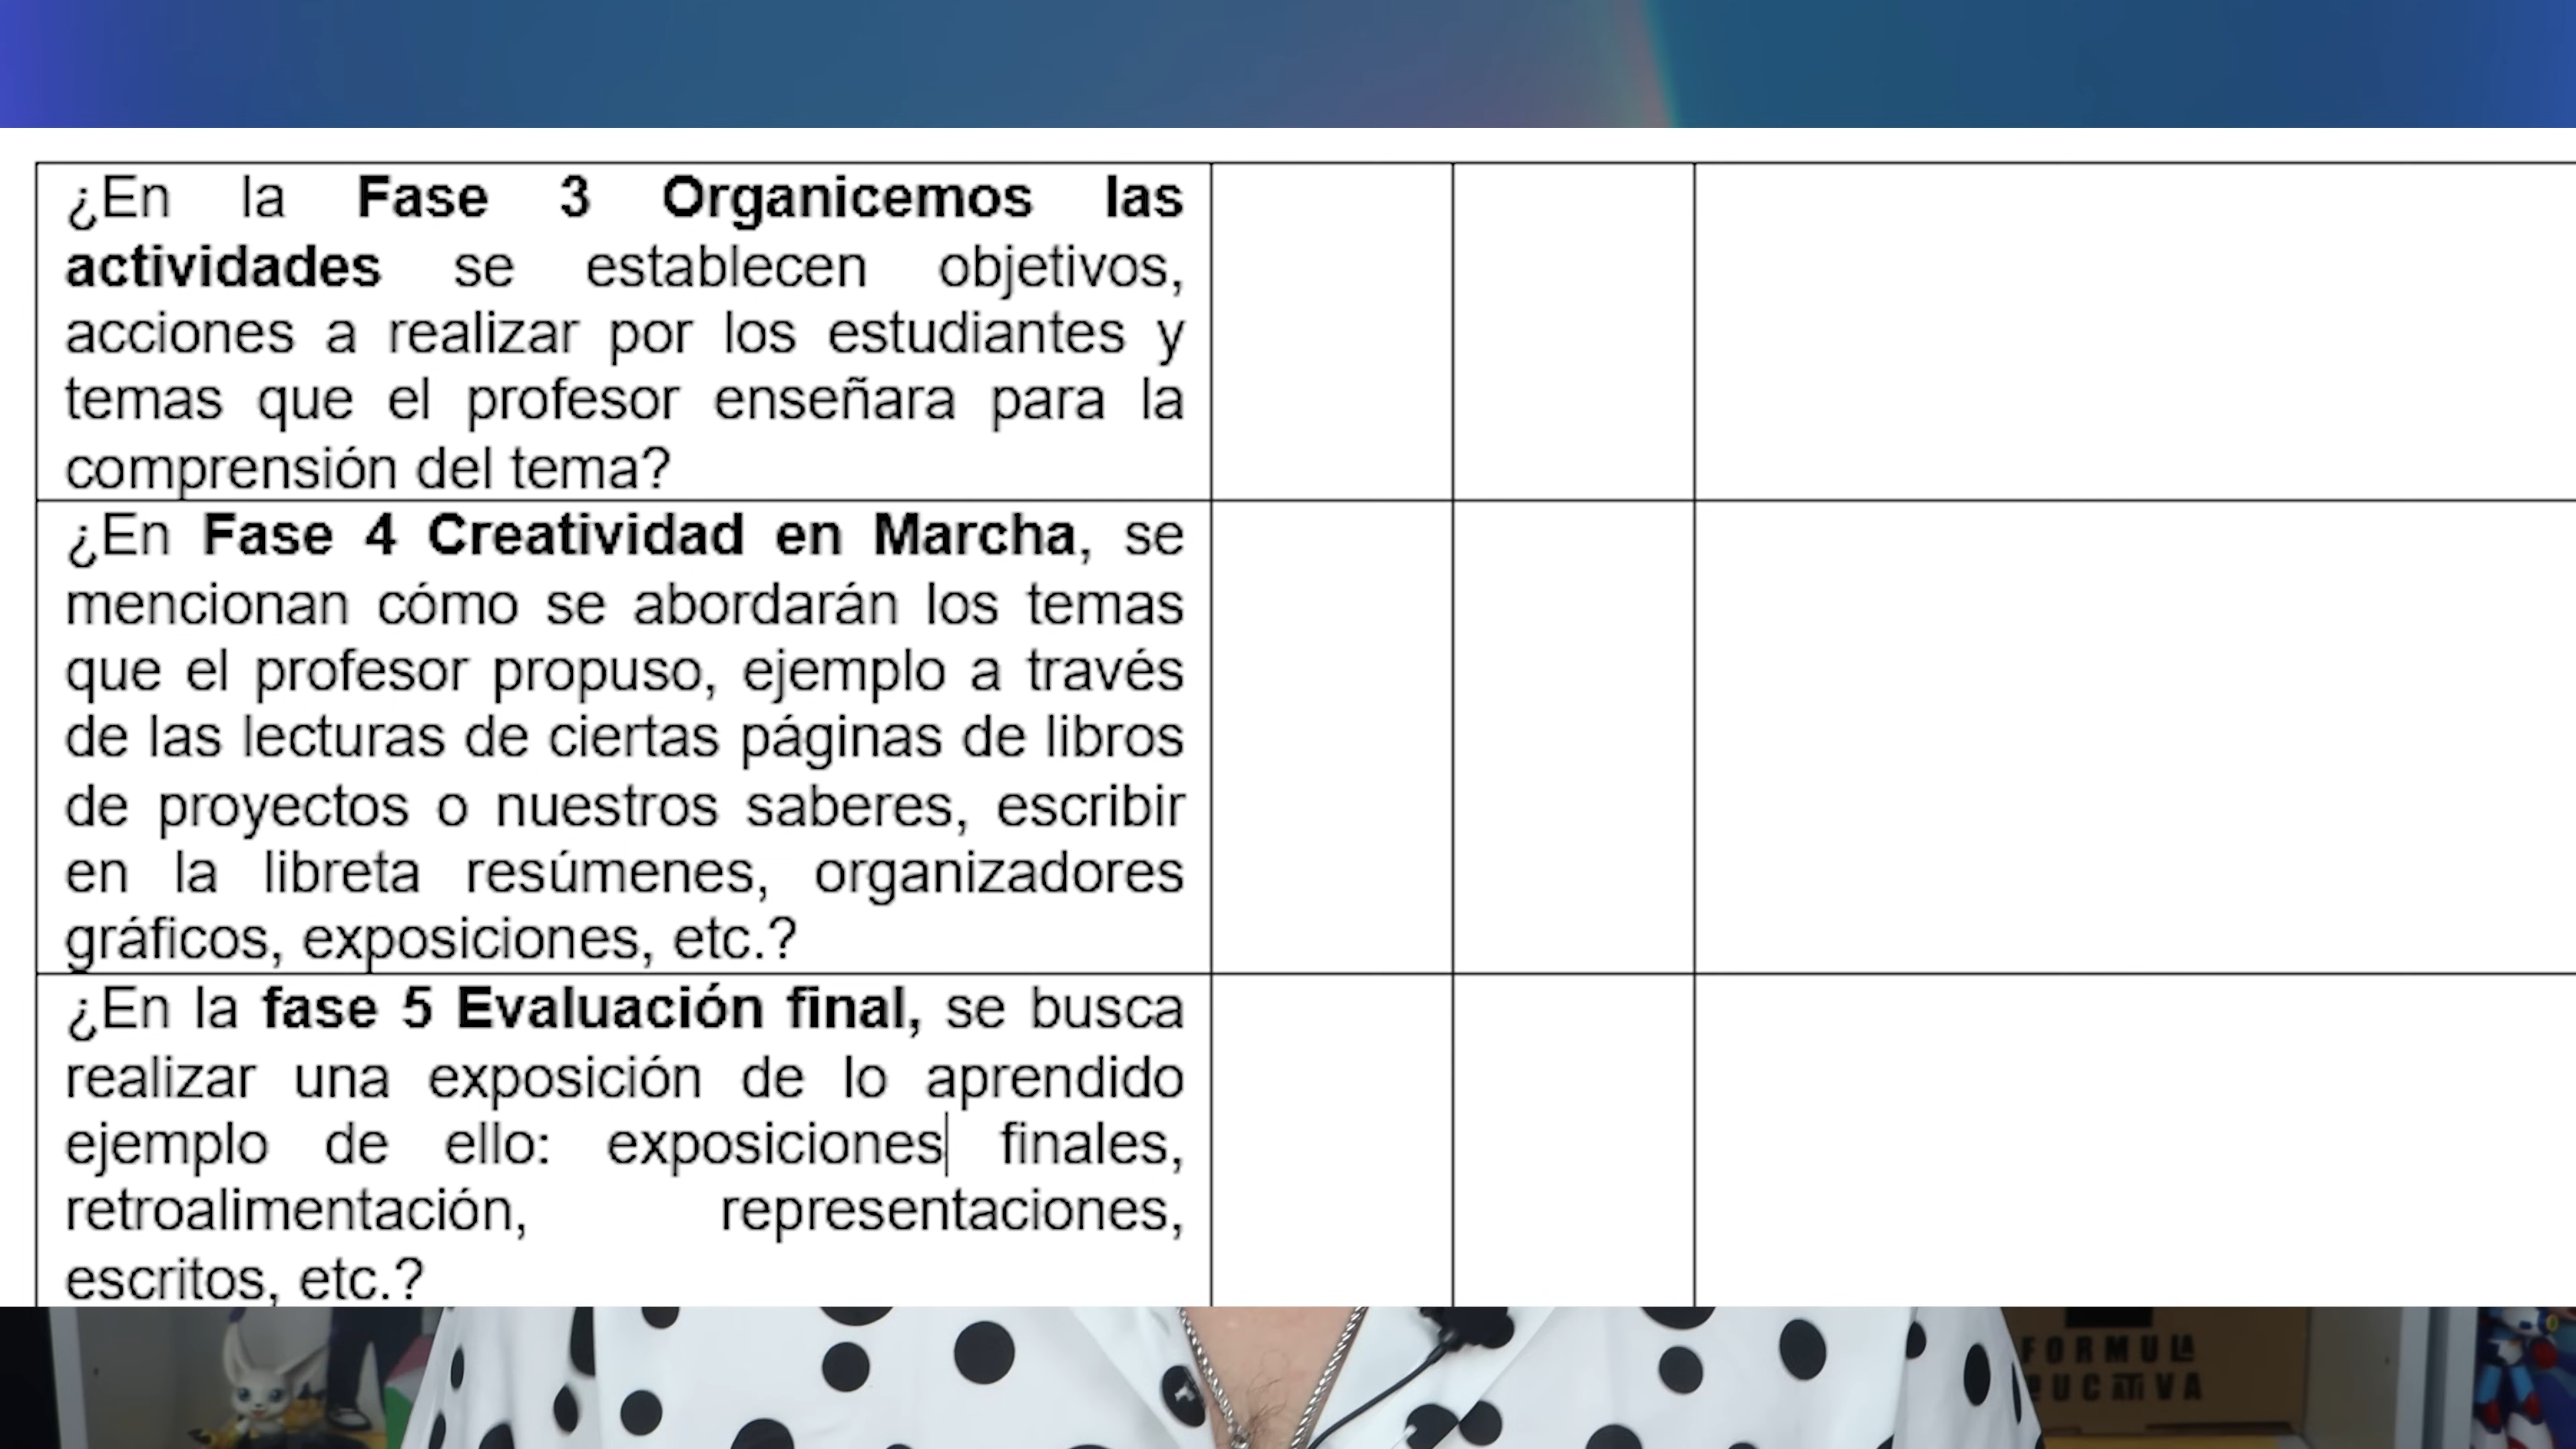 ¿En la Fase 3 Organicemos las
actividades se establecen objetivos,
acciones a realizar por los estudiantes y
temas que el profesor enseñara para la
comprensión del tema?
¿En Fase 4 Creatividad en Marcha, se
mencionan cómo se abordarán los temas
que el profesor propuso, ejemplo a través
de las lecturas de ciertas páginas de libros
de proyectos o nuestros saberes, escribir
en la libreta resúmenes, organizadores
gráficos, exposiciones, etc.?
¿En la fase 5 Evaluación final, se busca
realizar una exposición de lo aprendido
ejemplo de ello: exposiciones finales,
retroalimentación, representaciones,
escritos, etc.?
FORMULA